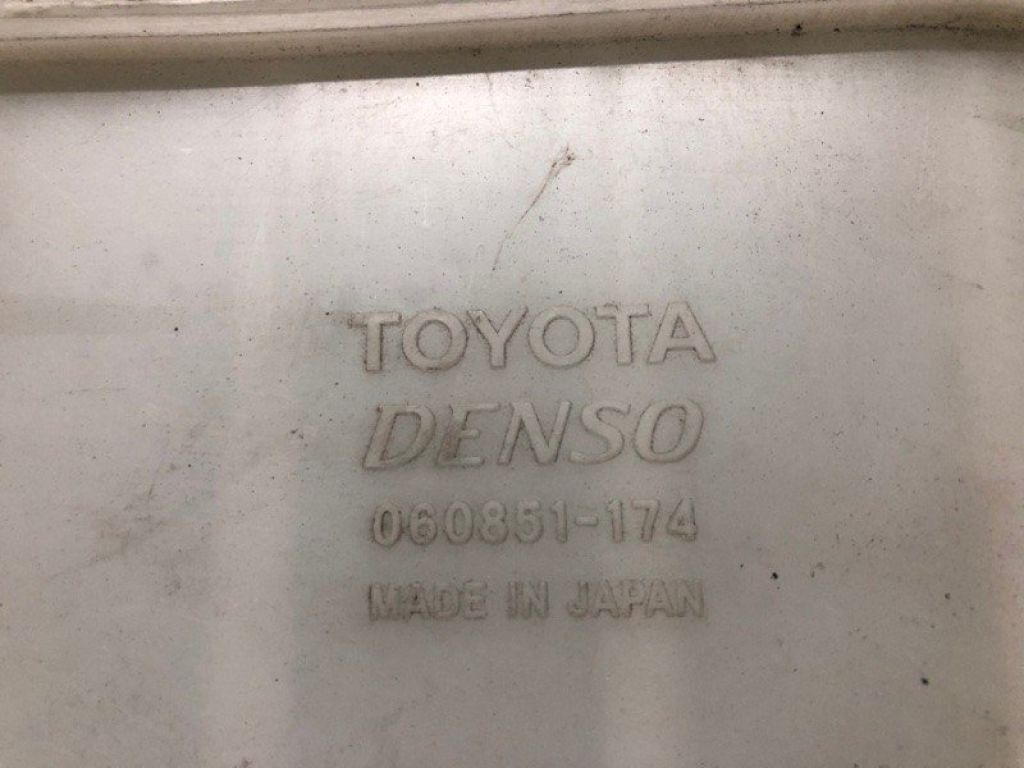 TOYOTA
DENSO
060851-174
MADE IN JAPAN